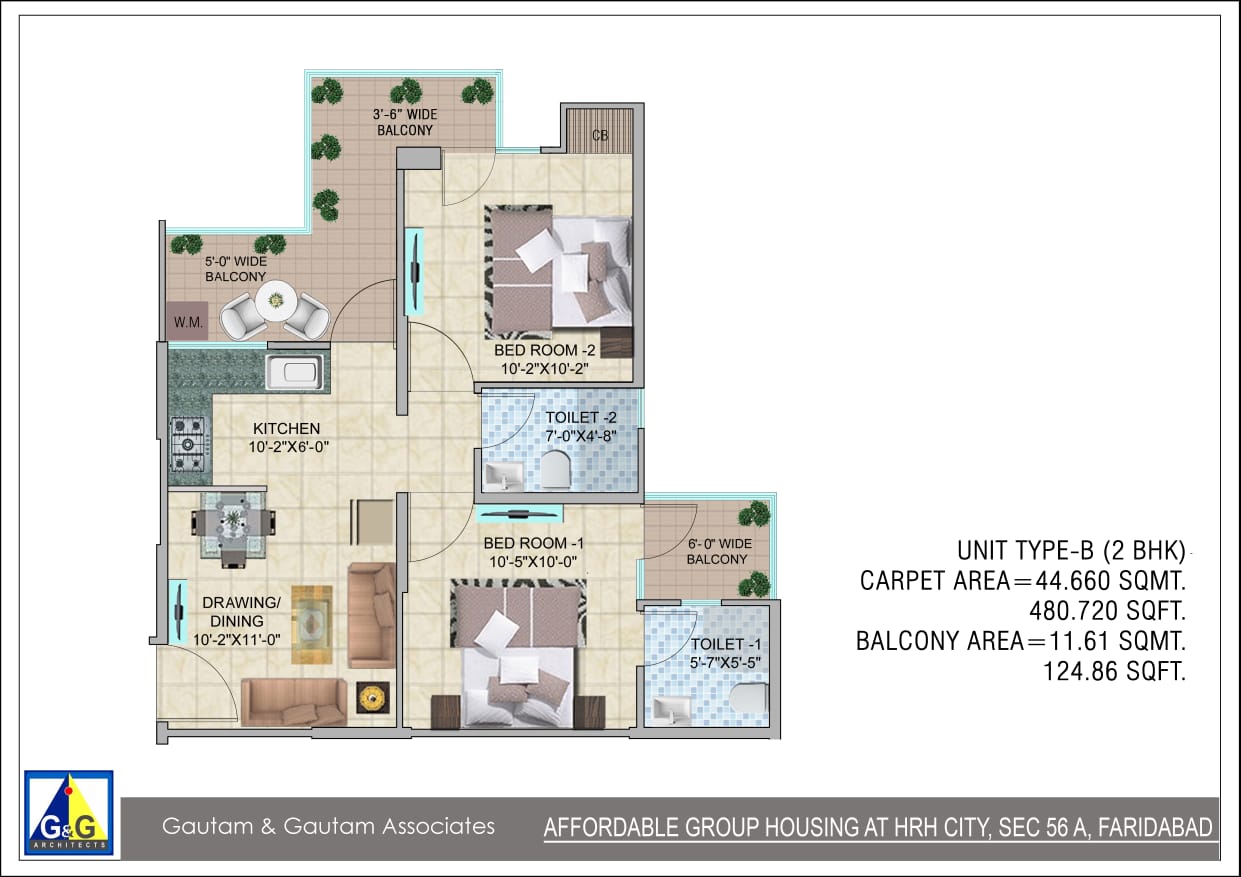 3'-6" WIDE
BALCONY
CB
5'-0" WIDE
BALCONY
W.M.
BED ROOM -2
10'-2"X10'-2"
KITCHEN
10'-2"X6'-0"
TOILET -2
7'-0"X4'-8"
BED ROOM -1
10'-5"X10'-0"
6'-0" WIDE
BALCONY
DRAWING/
DINING
10'-2"X11'-0"
TOILET -1
5'-7"X5'-5"
UNIT TYPE-B (2 BHK)
CARPET AREA=44.660 SQMT.
480.720 SQFT.
BALCONY AREA=11.61 SQMT.
124.86 SQFT.
G&G
ARCHITECTS
Gautam & Gautam Associates
AFFORDABLE GROUP HOUSING AT HRH CITY, SEC 56 A, FARIDABAD